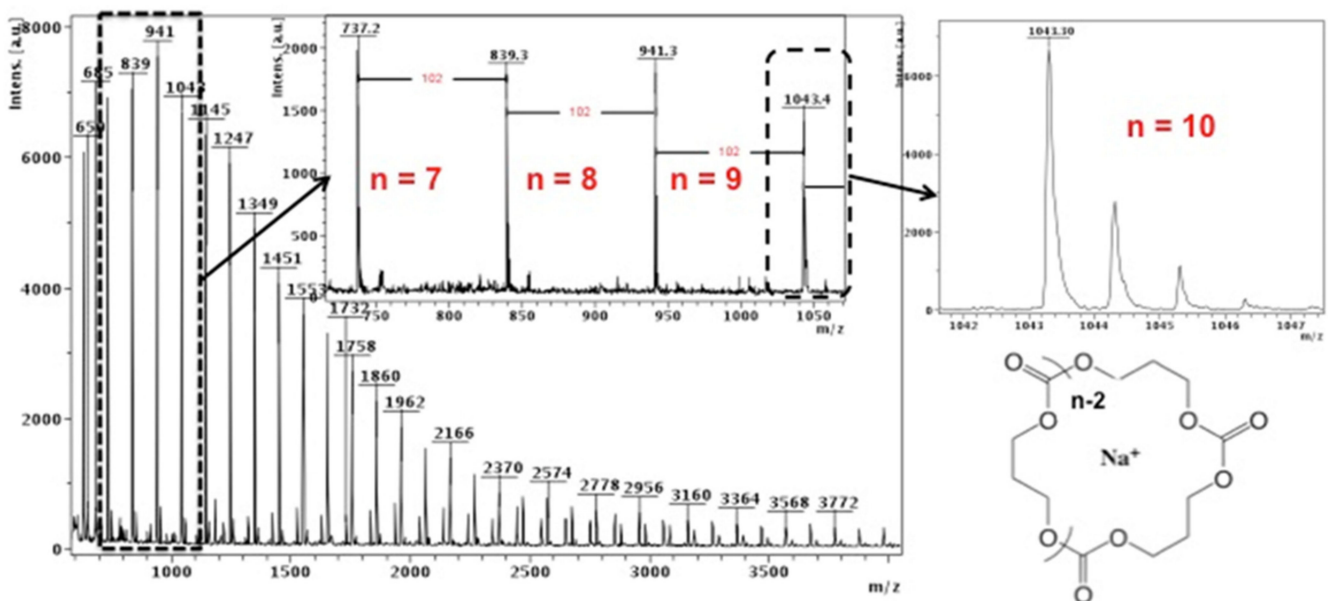 Intens. [a.u.]
8000
6000
4000
2000
0
685
839
941
1145
1247
1349
1451
1553
1732
1758
1860
1962
2166
2370
2574
2778
2956
3160
3364
3568
3772
1000
1500
2000
2500
3000
3500
m/z
Intens. [a.u.]
2000
1500
1000
500
0
737.2
839.3
941.3
1043.4
102
102
102
n = 7
n = 8
n = 9
750
800
850
900
950
1000
1050
m/z
Intens. [a.u.]
6000
4000
2000
0
1043.30
n = 10
1042
1043
1044
1045
1046
1047
m/z
O
O
n-2
O
O
O
Na⁺
O
O
O
O